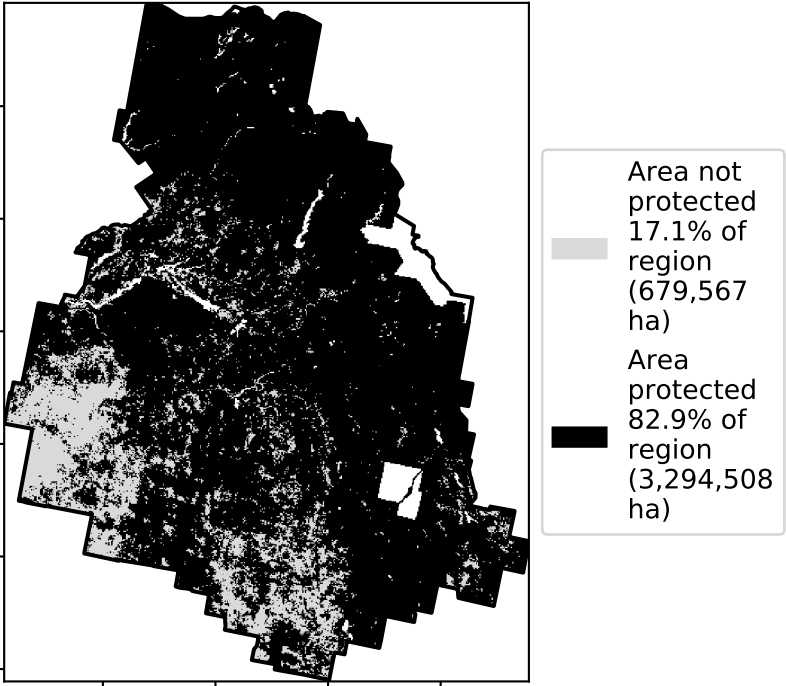 Area not
protected
17.1% of
region
(679,567
ha)
Area
protected
82.9% of
region
(3,294,508
ha)